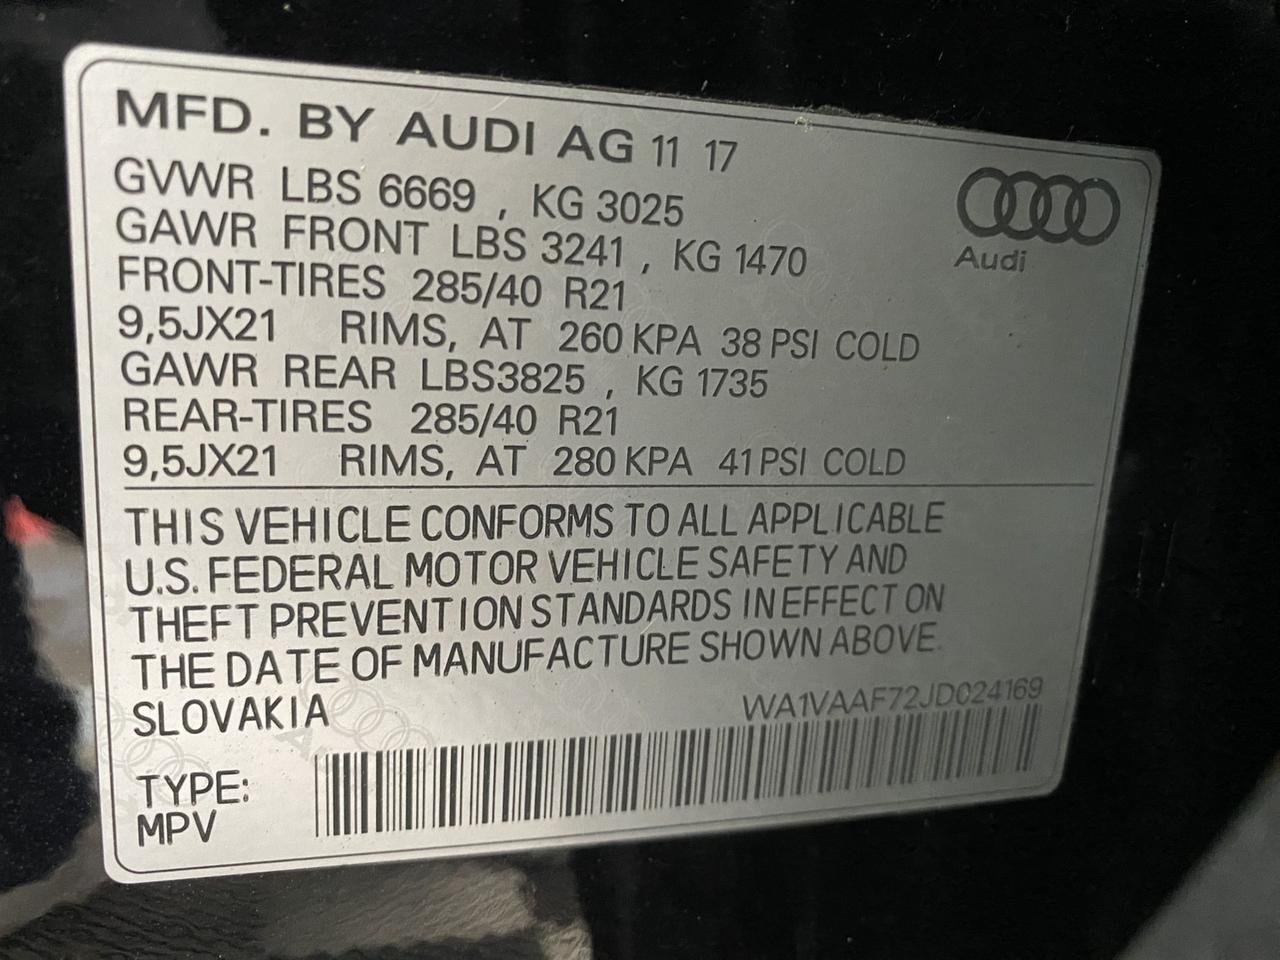 MFD. BY AUDI AG 11 17
GVWR LBS 6669 , KG 3025
GAWR FRONT LBS 3241 , KG 1470
FRONT-TIRES 285/40 R21
9,5JX21 RIMS, AT 260 KPA 38 PSI COLD
GAWR REAR LBS3825 , KG 1735
REAR-TIRES 285/40 R21
9,5JX21 RIMS, AT 280 KPA 41 PSI COLD
Audi
THIS VEHICLE CONFORMS TO ALL APPLICABLE
U.S. FEDERAL MOTOR VEHICLE SAFETY AND
THEFT PREVENTION STANDARDS IN EFFECT ON
THE DATE OF MANUFACTURE SHOWN ABOVE.
SLOVAKIA
WA1VAAF72JD024169
TYPE:
MPV